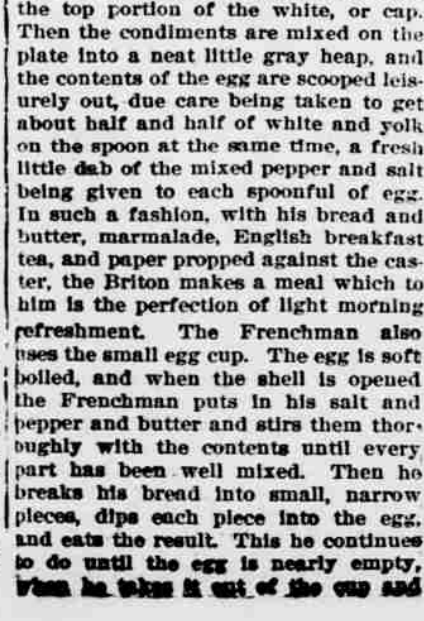 the top portion of the white, or cap.
Then the condiments are mixed on the
plate into a neat little gray heap, and
the contents of the egg are scooped leis-
urely out, due care being taken to get
about half and half of white and yolk
on the spoon at the same time, a fresh
little dab of the mixed pepper and salt
being given to each spoonful of egg.
In such a fashion, with his bread and
butter, marmalade, English breakfast
tea, and paper propped against the cas-
ter, the Briton makes a meal which to
him is the perfection of light morning
refreshment. The Frenchman also
uses the small egg cup. The egg is soft
boiled, and when the shell is opened
the Frenchman puts in his salt and
pepper and butter and stirs them thor-
oughly with the contents until every
part has been well mixed. Then he
breaks his bread into small, narrow
pieces, dips each piece into the egg,
and eats the result. This he continues
to do until the egg is nearly empty,
when he takes it out of the cup and